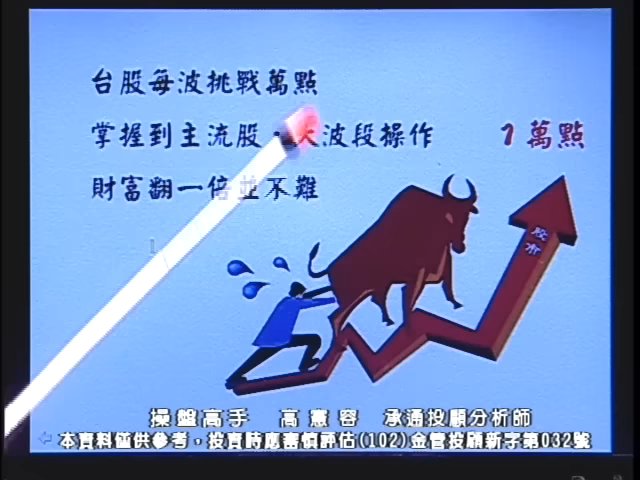 台股每波挑戰萬點
掌握到主流股，大波段操作 1萬點
財富翻一倍並不難
股市
操盤高手 高憲容 承通投顧分析師
本資料僅供參考，投資時應審慎評估(102)金管投顧新字第032號